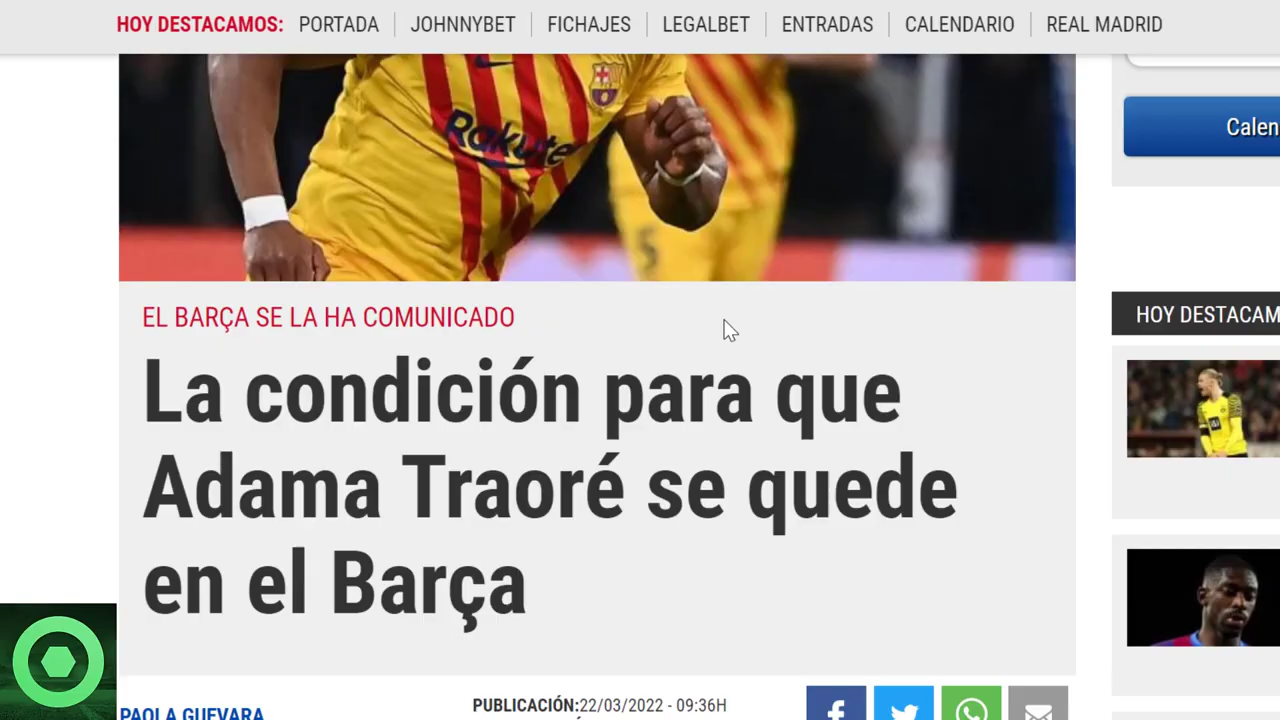 HOY DESTACAMOS: PORTADA JOHNNYBET FICHAJES LEGALBET ENTRADAS CALENDARIO REAL MADRID
Rakute
5
Calen
EL BARÇA SE LA HA COMUNICADO
HOY DESTACAM
La condición para que
Adama Traoré se quede
en el Barça
PAOLA GUEVARA
PUBLICACIÓN:22/03/2022 - 09:36H